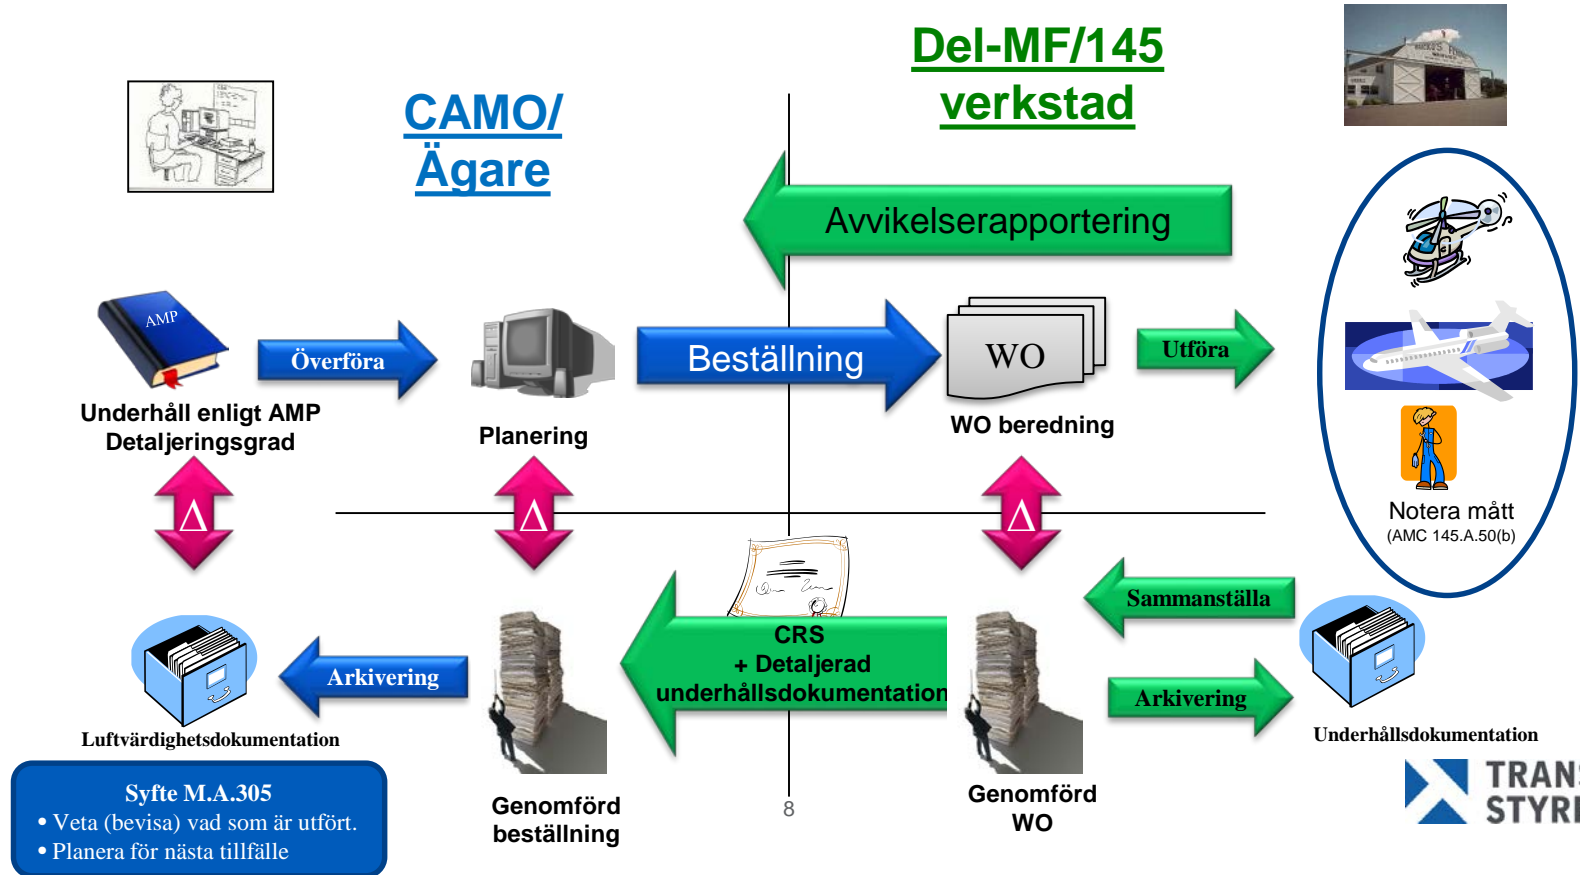 Del-MF/145
verkstad
CAMO/
Ägare
Avvikelserapportering
AMP
Överföra
Beställning
WO
Utföra
Underhåll enligt AMP
Detaljeringsgrad
Planering
WO beredning
Notera mått
(AMC 145.A.50(b)
Δ
Δ
Δ
Sammanställa
CRS
+ Detaljerad
underhållsdokumentation
Arkivering
Arkivering
Luftvärdighetsdokumentation
Underhållsdokumentation
Syfte M.A.305
• Veta (bevisa) vad som är utfört.
• Planera för nästa tillfälle
Genomförd
beställning
8
Genomförd
WO
TRANS
STYRE